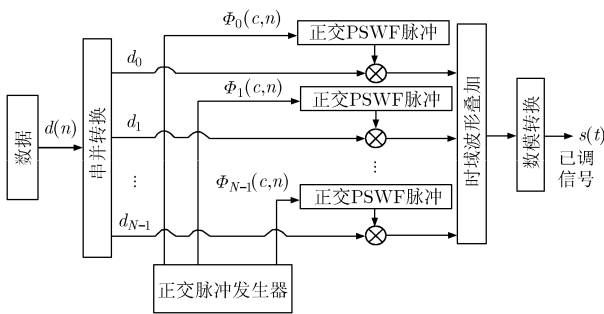 Φ₀(c,n)
正交PSWF脉冲
d₀
Φ₁(c,n)
正交PSWF脉冲
数据
d(n)
串并转换
d₁
时域波形叠加
数模转换
s(t)
已调
信号
⋮
⋮
Φ_{N-1}(c,n)
正交PSWF脉冲
d_{N-1}
正交脉冲发生器